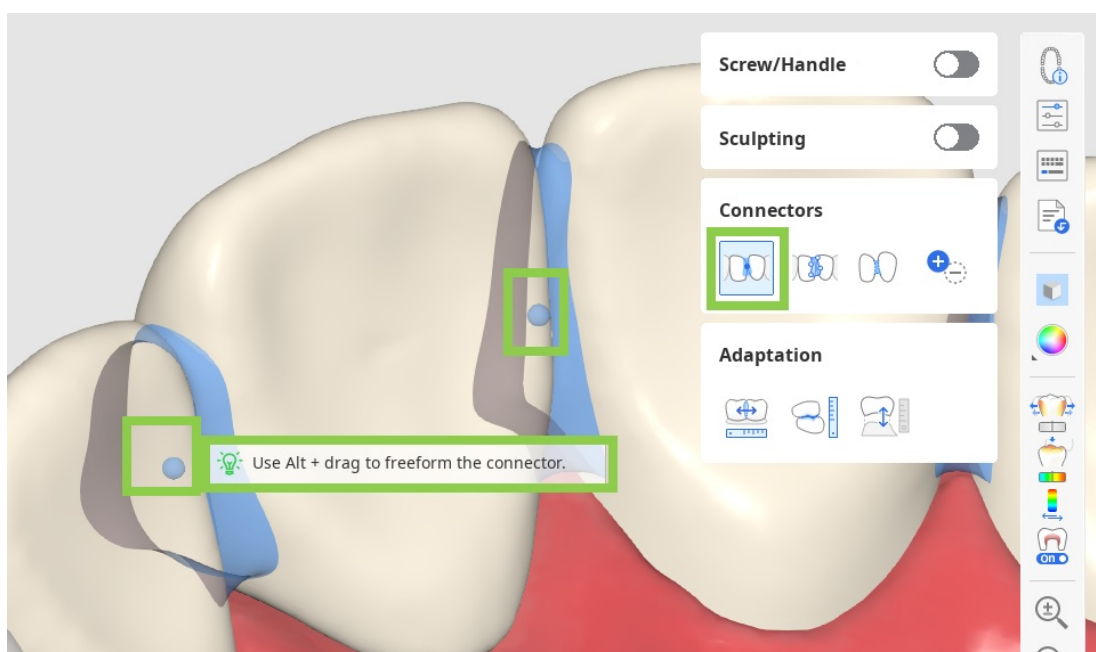 Screw/Handle
Sculpting
Connectors
Adaptation
Use Alt + drag to freeform the connector.
on